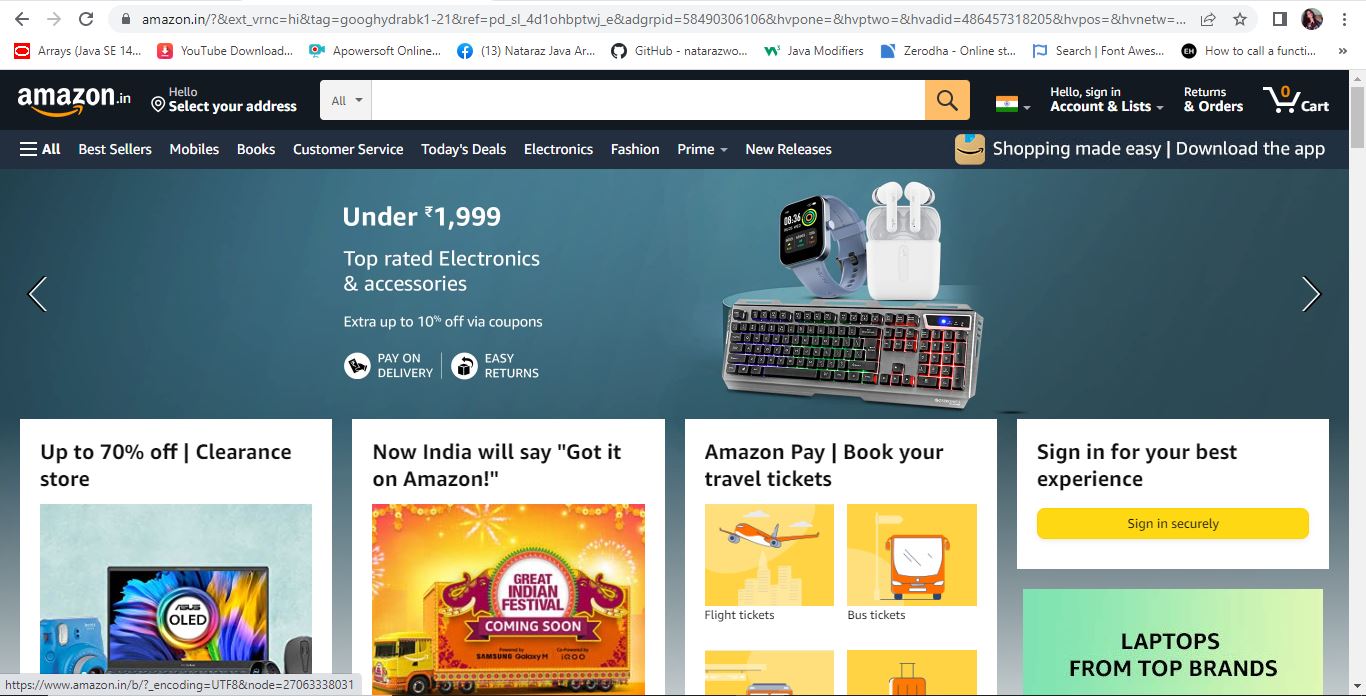 amazon.in/?&ext_vrnc=hi&tag=googhydrabk1-21&ref=pd_sl_4d1ohbptwj_e&adgrpid=58490306106&hvpone=&hvptwo=&hvadid=486457318205&hvpos=&hvnetw=...
Arrays (Java SE 14... YouTube Download... Apowersoft Online... (13) Nataraz Java Ar... GitHub - natarazwo... Java Modifiers Zerodha - Online st... Search | Font Awes... EH How to call a functi... »
amazon.in
Hello
Select your address
All
Hello, sign in
Account & Lists
Returns
& Orders
0
Cart
All Best Sellers Mobiles Books Customer Service Today's Deals Electronics Fashion Prime New Releases
Shopping made easy | Download the app
Under ₹1,999
Top rated Electronics
& accessories
Extra up to 10% off via coupons
PAY ON
DELIVERY
EASY
RETURNS
08:36
Up to 70% off | Clearance
store
ASUS
OLED
Now India will say "Got it
on Amazon!"
GREAT
INDIAN
FESTIVAL
COMING SOON
Powered by
SAMSUNG Galaxy M
Co-Powered by
iQOO
Amazon Pay | Book your
travel tickets
Flight tickets
Bus tickets
Sign in for your best
experience
Sign in securely
LAPTOPS
FROM TOP BRANDS
https://www.amazon.in/b/?_encoding=UTF8&node=27063338031